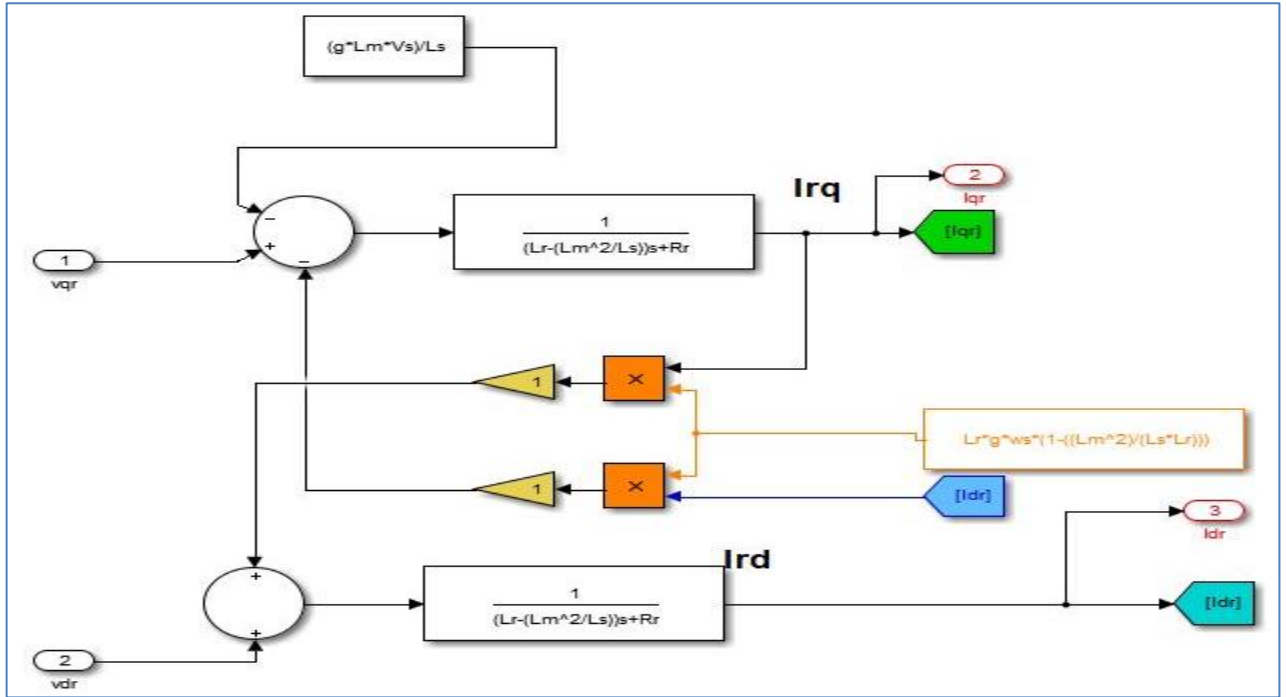 (g*Lm*Vs)/Ls
Irq
2
Iqr
−
+
−
1
(Lr-(Lm^2/Ls))s+Rr
[Iqr]
1
vqr
1
×
Lr*g*ws*(1-((Lm^2)/(Ls*Lr)))
1
×
[Idr]
3
Idr
Ird
+
+
1
(Lr-(Lm^2/Ls))s+Rr
[Idr]
2
vdr